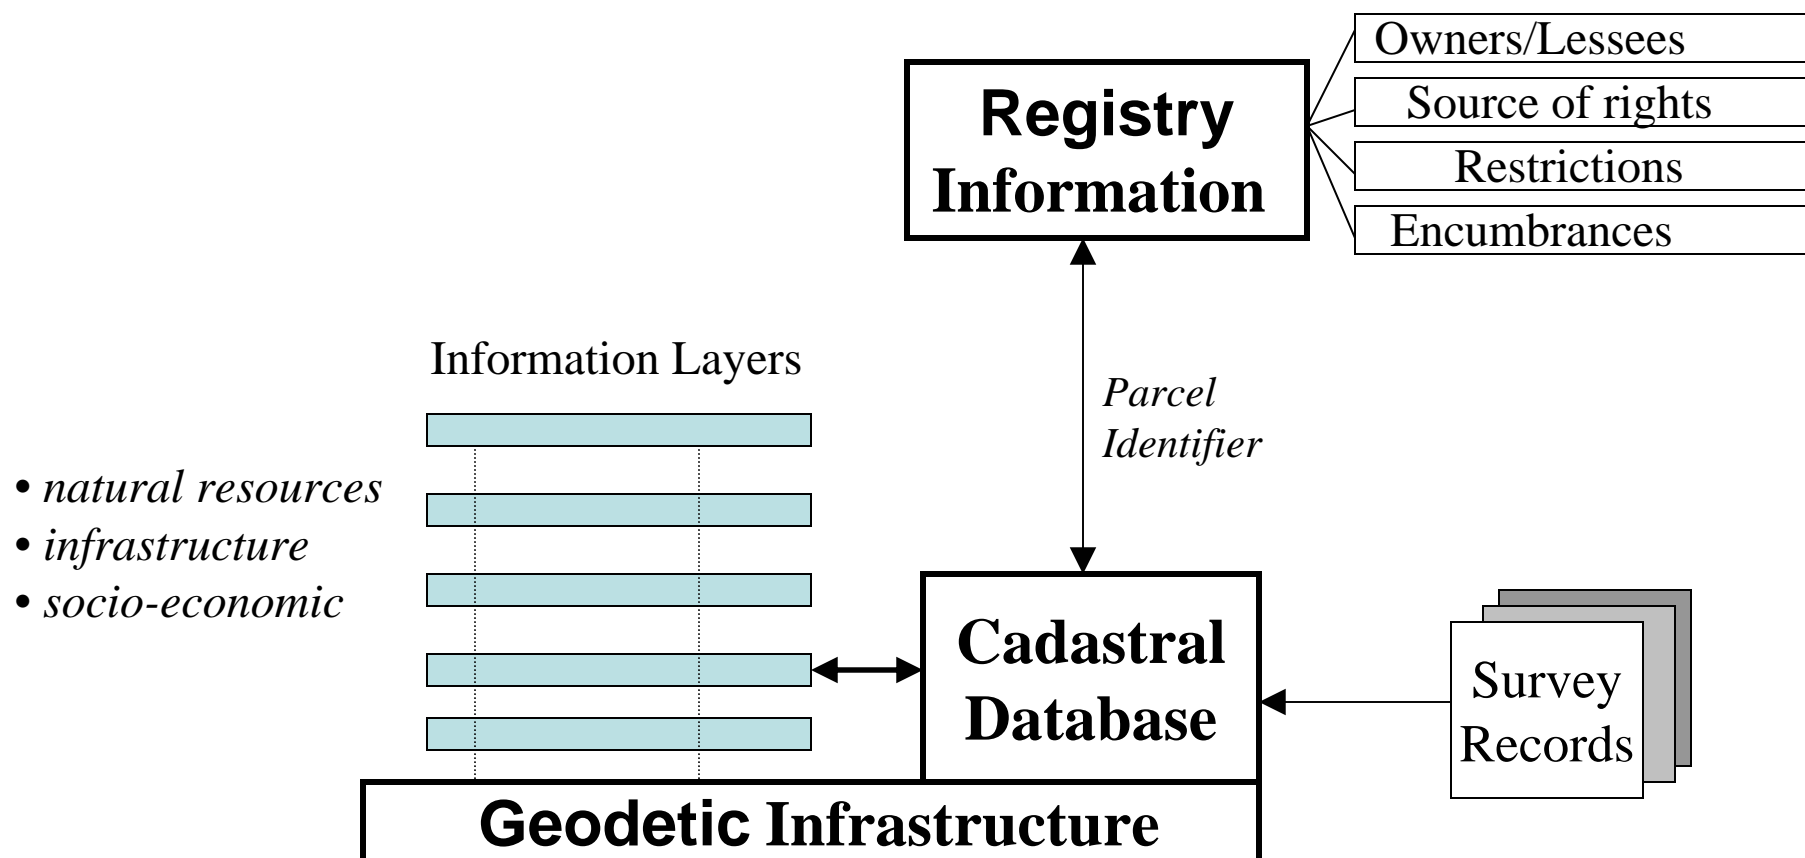 Owners/Lessees
Source of rights
Restrictions
Encumbrances
Registry
Information
Information Layers
Parcel
Identifier
• natural resources
• infrastructure
• socio-economic
Cadastral
Database
Survey
Records
Geodetic Infrastructure